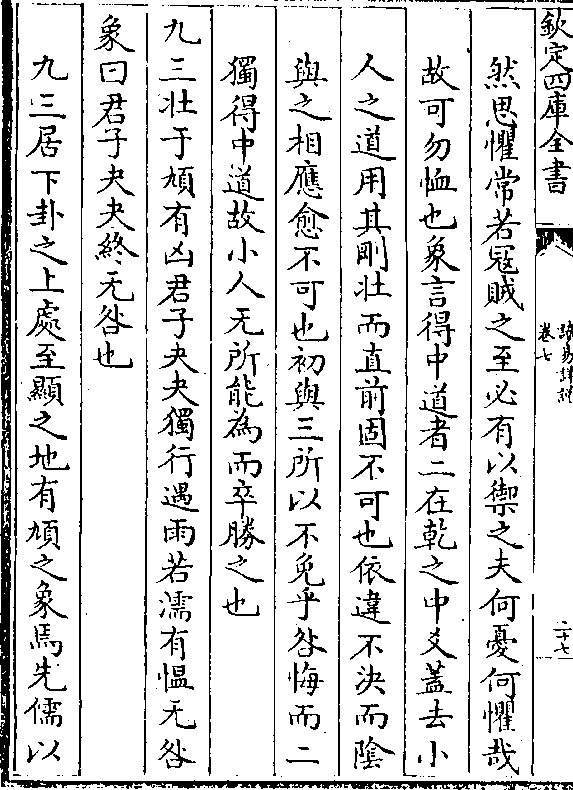 欽定四庫全書
讀易詳說
卷七
二十七
然思懼常若冦賊之至必有以禦之夫何憂何懼哉
故可勿恤也象言得中道者二在乾之中爻蓋去小
人之道用其剛壯而直前固不可也依違不決而陰
與之相應愈不可也初與三所以不免乎咎悔而二
獨得中道故小人无所能為而卒勝之也
九三壯于頄有凶君子夬夬獨行遇雨若濡有愠无咎
象曰君子夬夬終无咎也
九三居下卦之上處至顯之地有頄之象焉先儒以